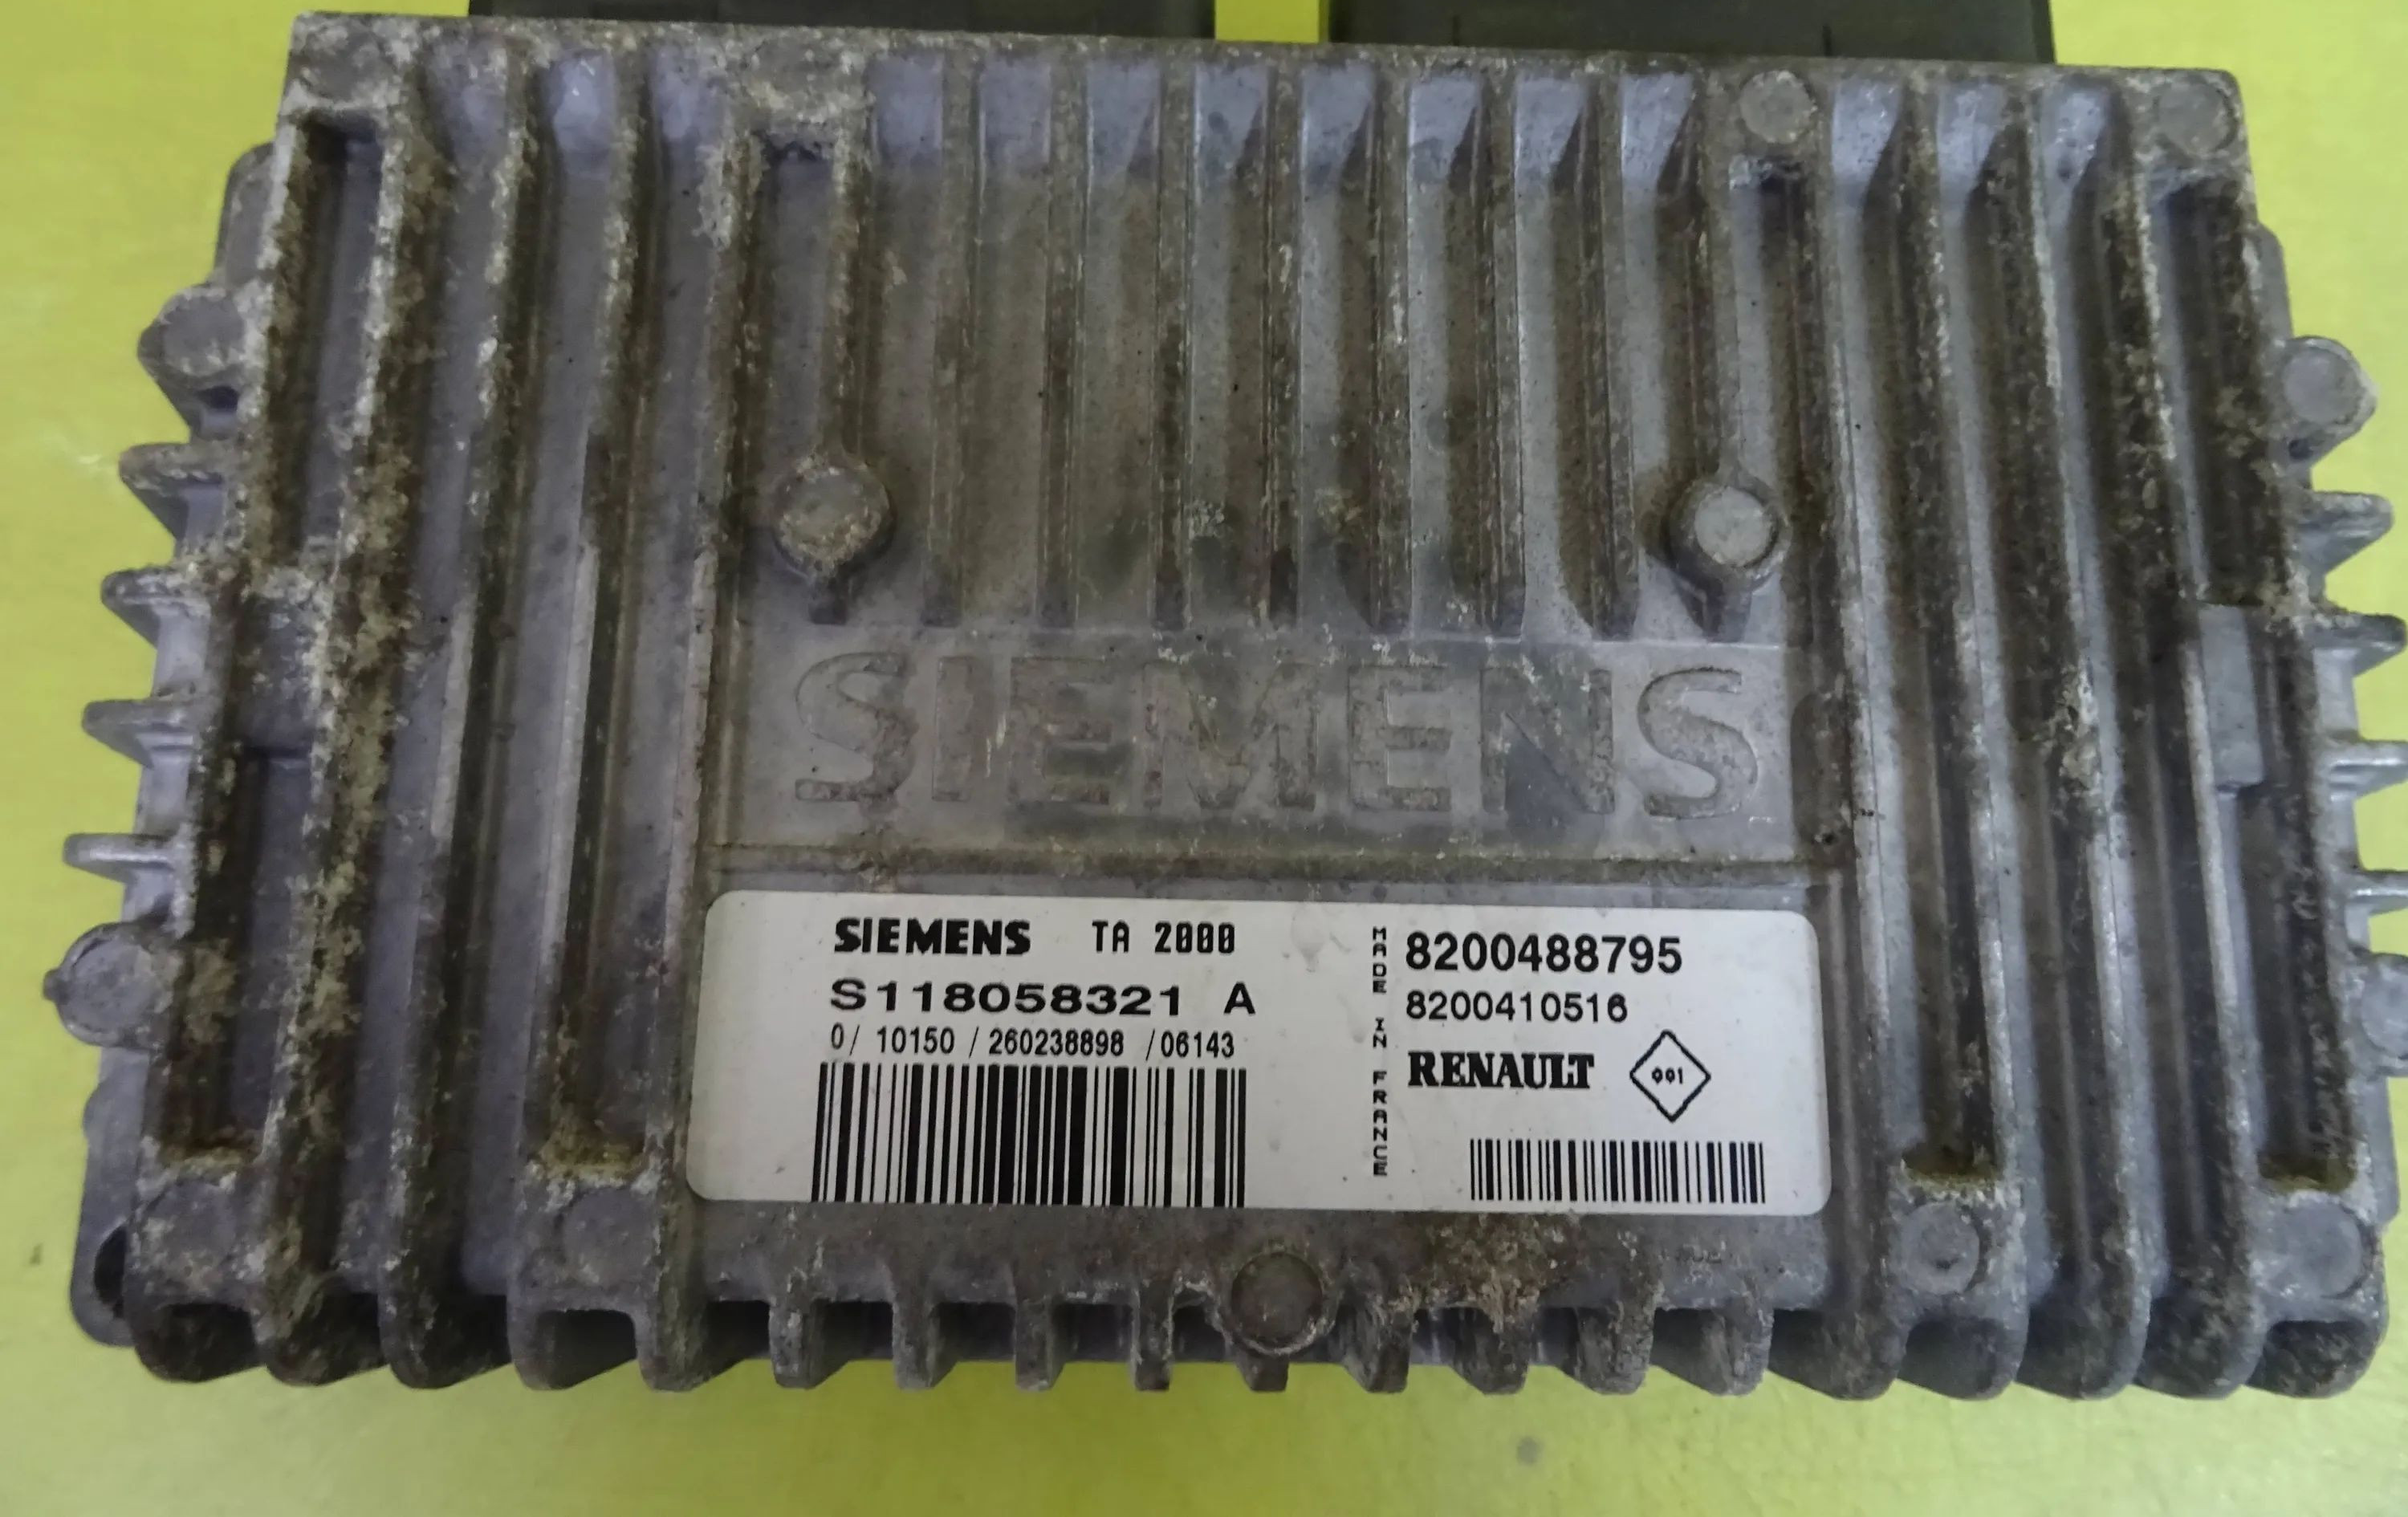 SIEMENS
SIEMENS TA 2000
S118058321 A
0/ 10150 / 260238898 /06143
MADE IN FRANCE
8200488795
8200410516
RENAULT 001